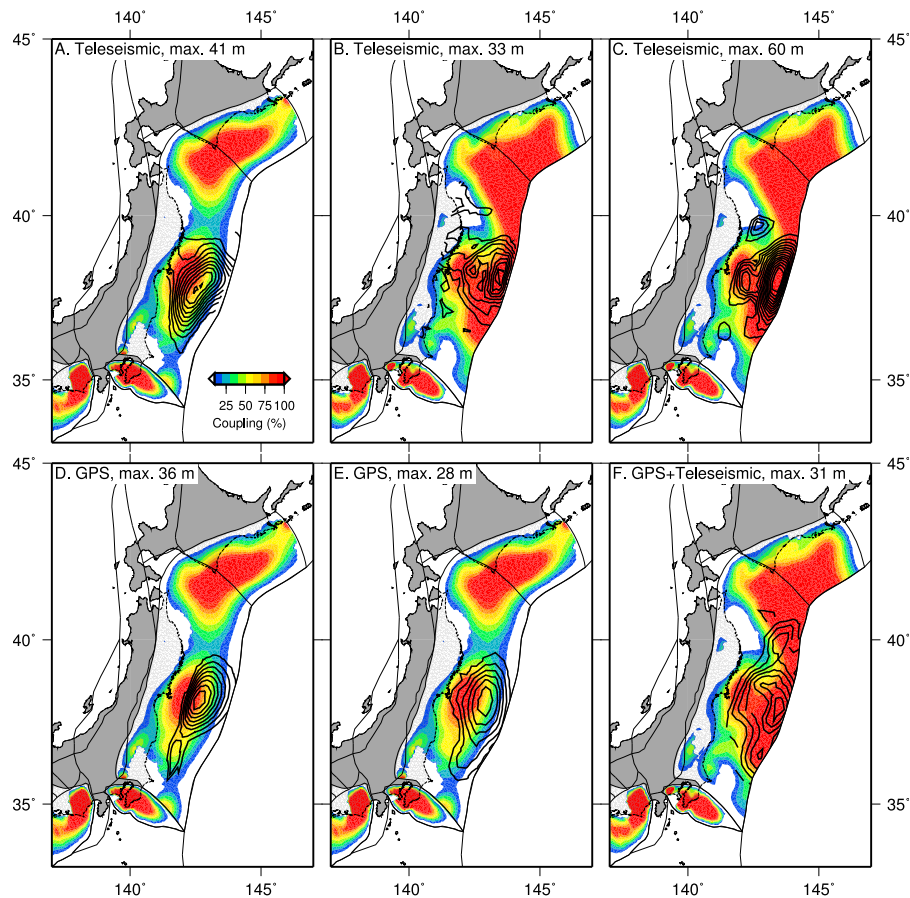 140˚ 145˚ 140˚ 145˚ 140˚ 145˚
45˚ A. Teleseismic, max. 41 m B. Teleseismic, max. 33 m C. Teleseismic, max. 60 m 45˚
40˚ 40˚
35˚ 35˚
25 50 75 100
Coupling (%)
45˚ D. GPS, max. 36 m E. GPS, max. 28 m F. GPS+Teleseismic, max. 31 m 45˚
40˚ 40˚
35˚ 35˚
140˚ 145˚ 140˚ 145˚ 140˚ 145˚